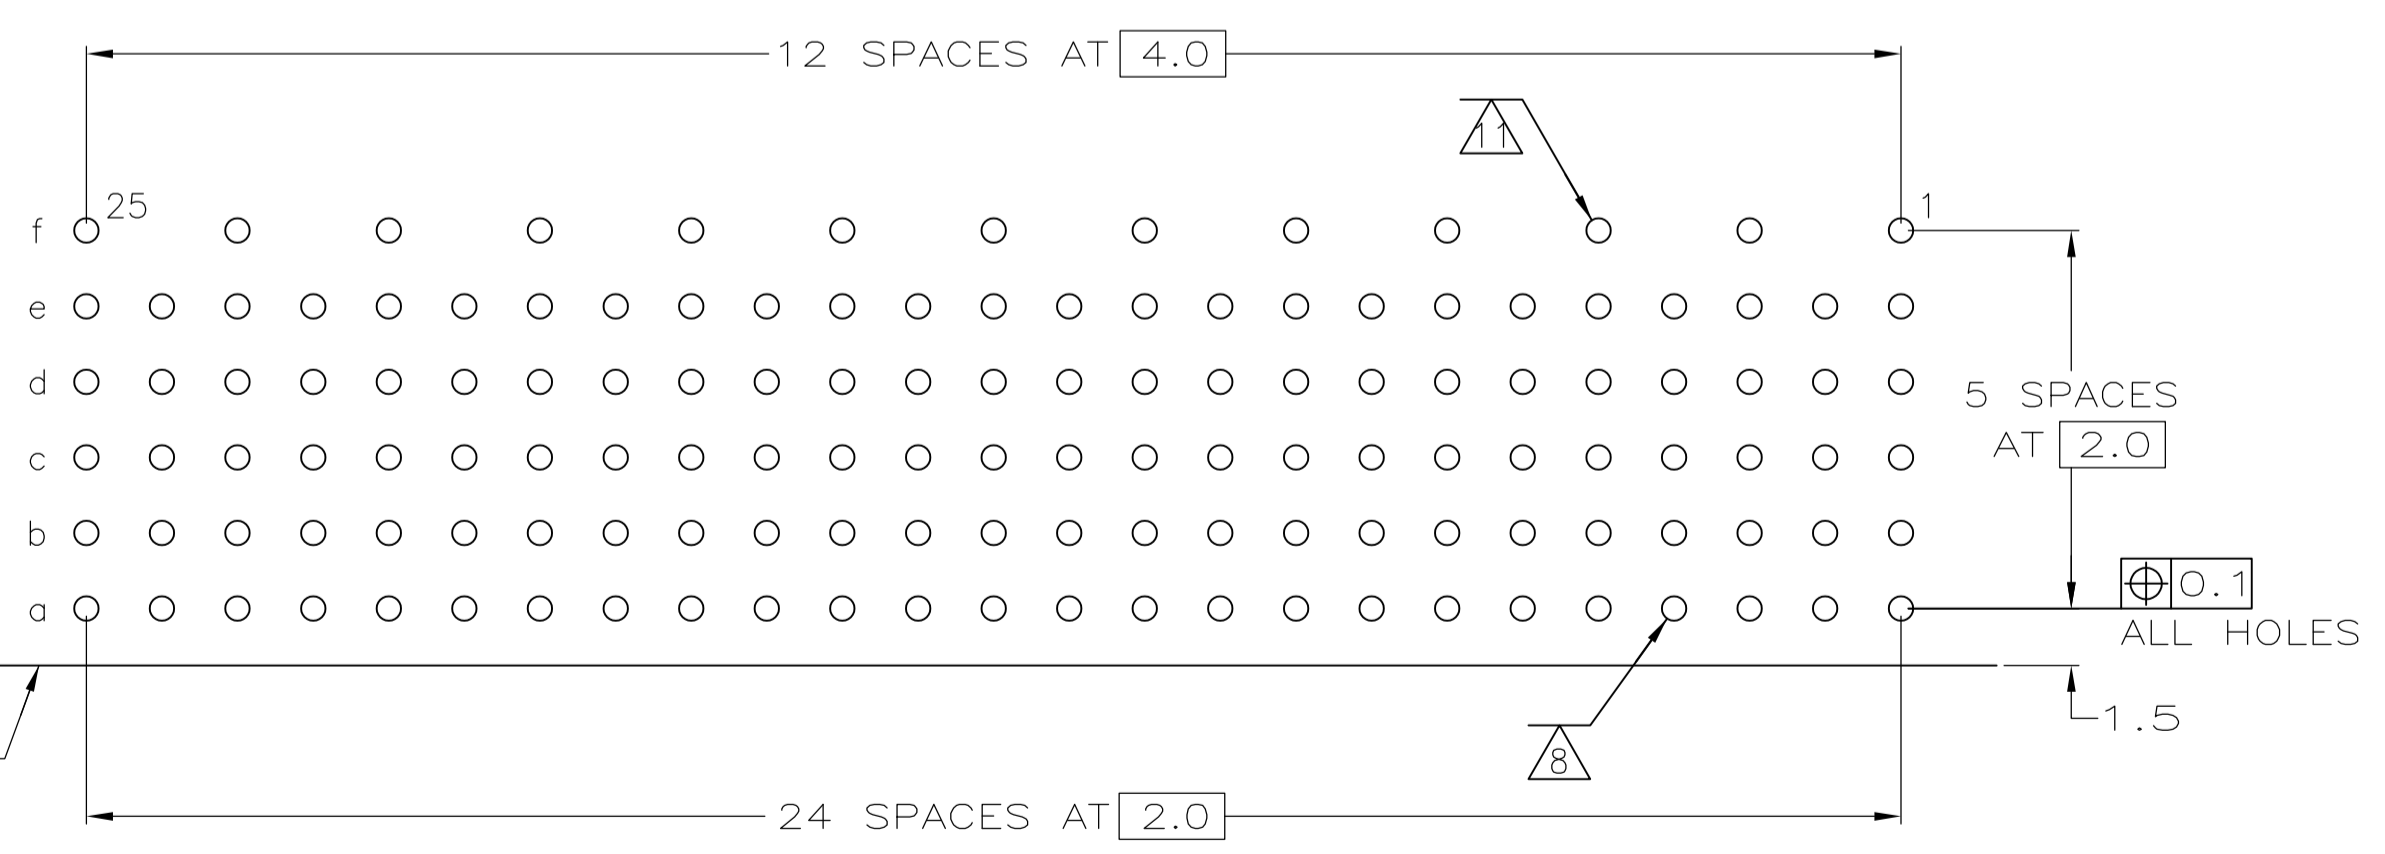 12 SPACES AT 4.0
11
25
1
f
e
d
5 SPACES
AT 2.0
c
b
0.1
a
ALL HOLES
1.5
8
24 SPACES AT 2.0